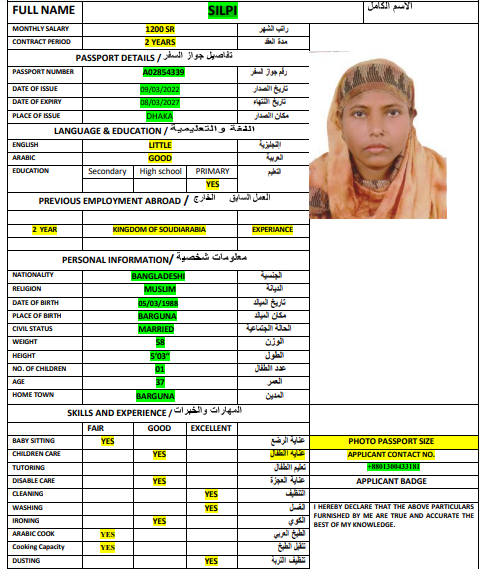 FULL NAME SILPI الاسم الكامل
MONTHLY SALARY 1200 SR راتب الشهر
CONTRACT PERIOD 2 YEARS مدة العقد
PASSPORT DETAILS / تفاصيل جواز السفر
PASSPORT NUMBER A02854339 رقم جواز لسفر
DATE OF ISSUE 09/03/2022 تاريخ الصدار
DATE OF EXPIRY 08/03/2027 تاريخ النتهاء
PLACE OF ISSUE DHAKA مكان الصدار
LANGUAGE & EDUCATION / اللغة والتعليمية
ENGLISH LITTLE النجليزية
ARABIC GOOD العربية
EDUCATION Secondary High school PRIMARY التعليم
YES
PREVIOUS EMPLOYMENT ABROAD / العمل السابق الخارج
2 YEAR KINGDOM OF SOUDIARABIA EXPERIANCE
PERSONAL INFORMATION/ معلومات شخصية
NATIONALITY BANGLADESHI الجنسية
RELIGION MUSLIM الديانة
DATE OF BIRTH 05/03/1988 تاريخ الميلد
PLACE OF BIRTH BARGUNA مكان الميلد
CIVIL STATUS MARRIED الحالة الجتماعية
WEIGHT 58 الوزن
HEIGHT 5'03" الطول
NO. OF CHILDREN 01 عدد الطفال
AGE 37 العمر
HOME TOWN BARGUNA المدين
SKILLS AND EXPERIENCE / المهارات والخبرات
FAIR GOOD EXCELLENT
BABY SITTING YES عناية الرضع PHOTO PASSPORT SIZE
CHILDREN CARE YES عنايه الطفال APPLICANT CONTACT NO.
TUTORING تعليم الطفال +8801300433181
DISABLE CARE YES عناية العجزة APPLICANT BADGE
CLEANING YES التنظيف
WASHING YES الغسل I HEREBY DECLARE THAT THE ABOVE PARTICULARS
IRONING YES الكوي FURNISHED BY ME ARE TRUE AND ACCURATE THE
ARABIC COOK YES الطبخ العربي BEST OF MY KNOWLEDGE.
Cooking Capacity YES تتقبل الطبخ
DUSTING YES تنظيف التربة